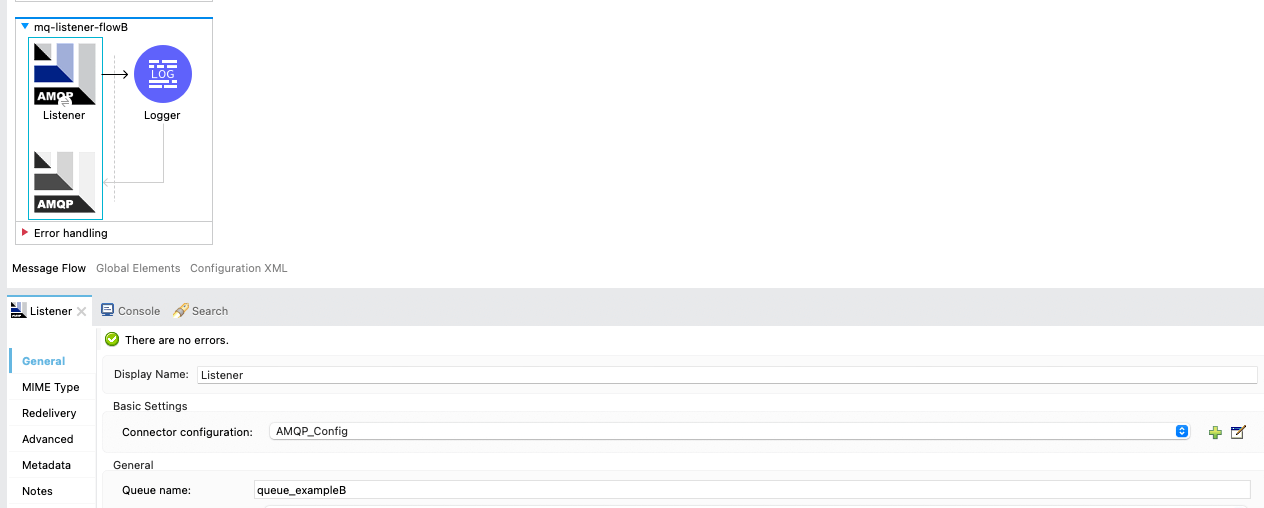 mq-listener-flowB
LOG
AMQP
Listener
Logger
AMQP
Error handling
Message Flow Global Elements Configuration XML
Listener Console Search
There are no errors.
General
Display Name: Listener
MIME Type
Basic Settings
Redelivery
Connector configuration: AMQP_Config
Advanced
Metadata
General
Notes
Queue name: queue_exampleB